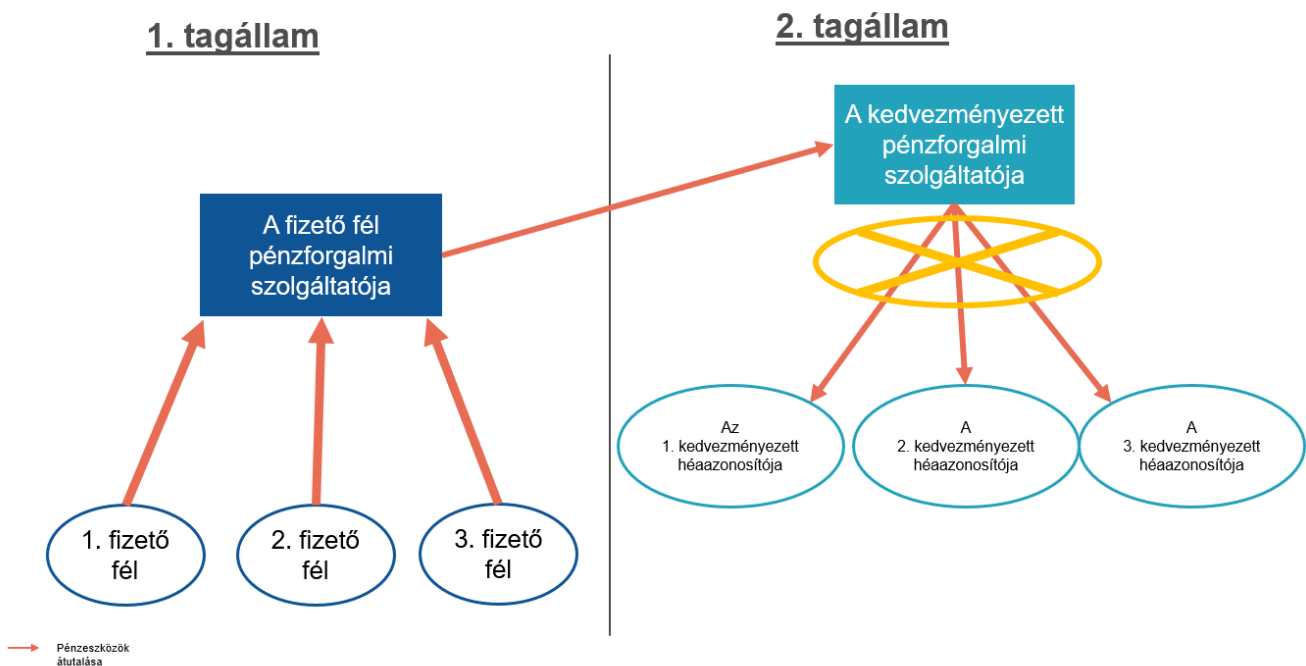 1. tagállam
2. tagállam
A kedvezményezett
pénzforgalmi
szolgáltatója
A fizető fél
pénzforgalmi
szolgáltatója
Az
1. kedvezményezett
héaazonosítója
A
2. kedvezményezett
héaazonosítója
A
3. kedvezményezett
héaazonosítója
1. fizető
fél
2. fizető
fél
3. fizető
fél
Pénzeszközök
átutalása